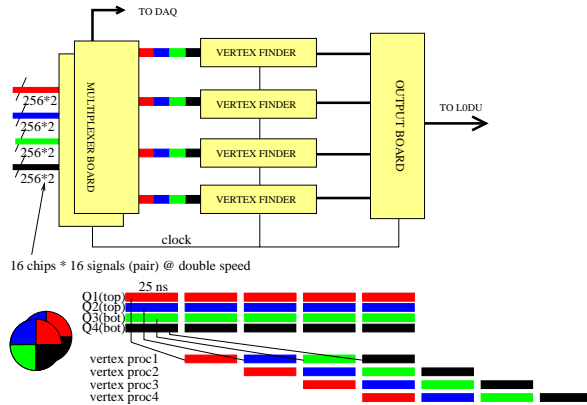 TO DAQ
MULTIPLEXER BOARD
VERTEX FINDER
VERTEX FINDER
VERTEX FINDER
VERTEX FINDER
OUTPUT BOARD
TO L0DU
256*2
256*2
256*2
256*2
clock
16 chips * 16 signals (pair) @ double speed
25 ns
Q1(top)
Q2(top)
Q3(bot)
Q4(bot)
vertex proc1
vertex proc2
vertex proc3
vertex proc4